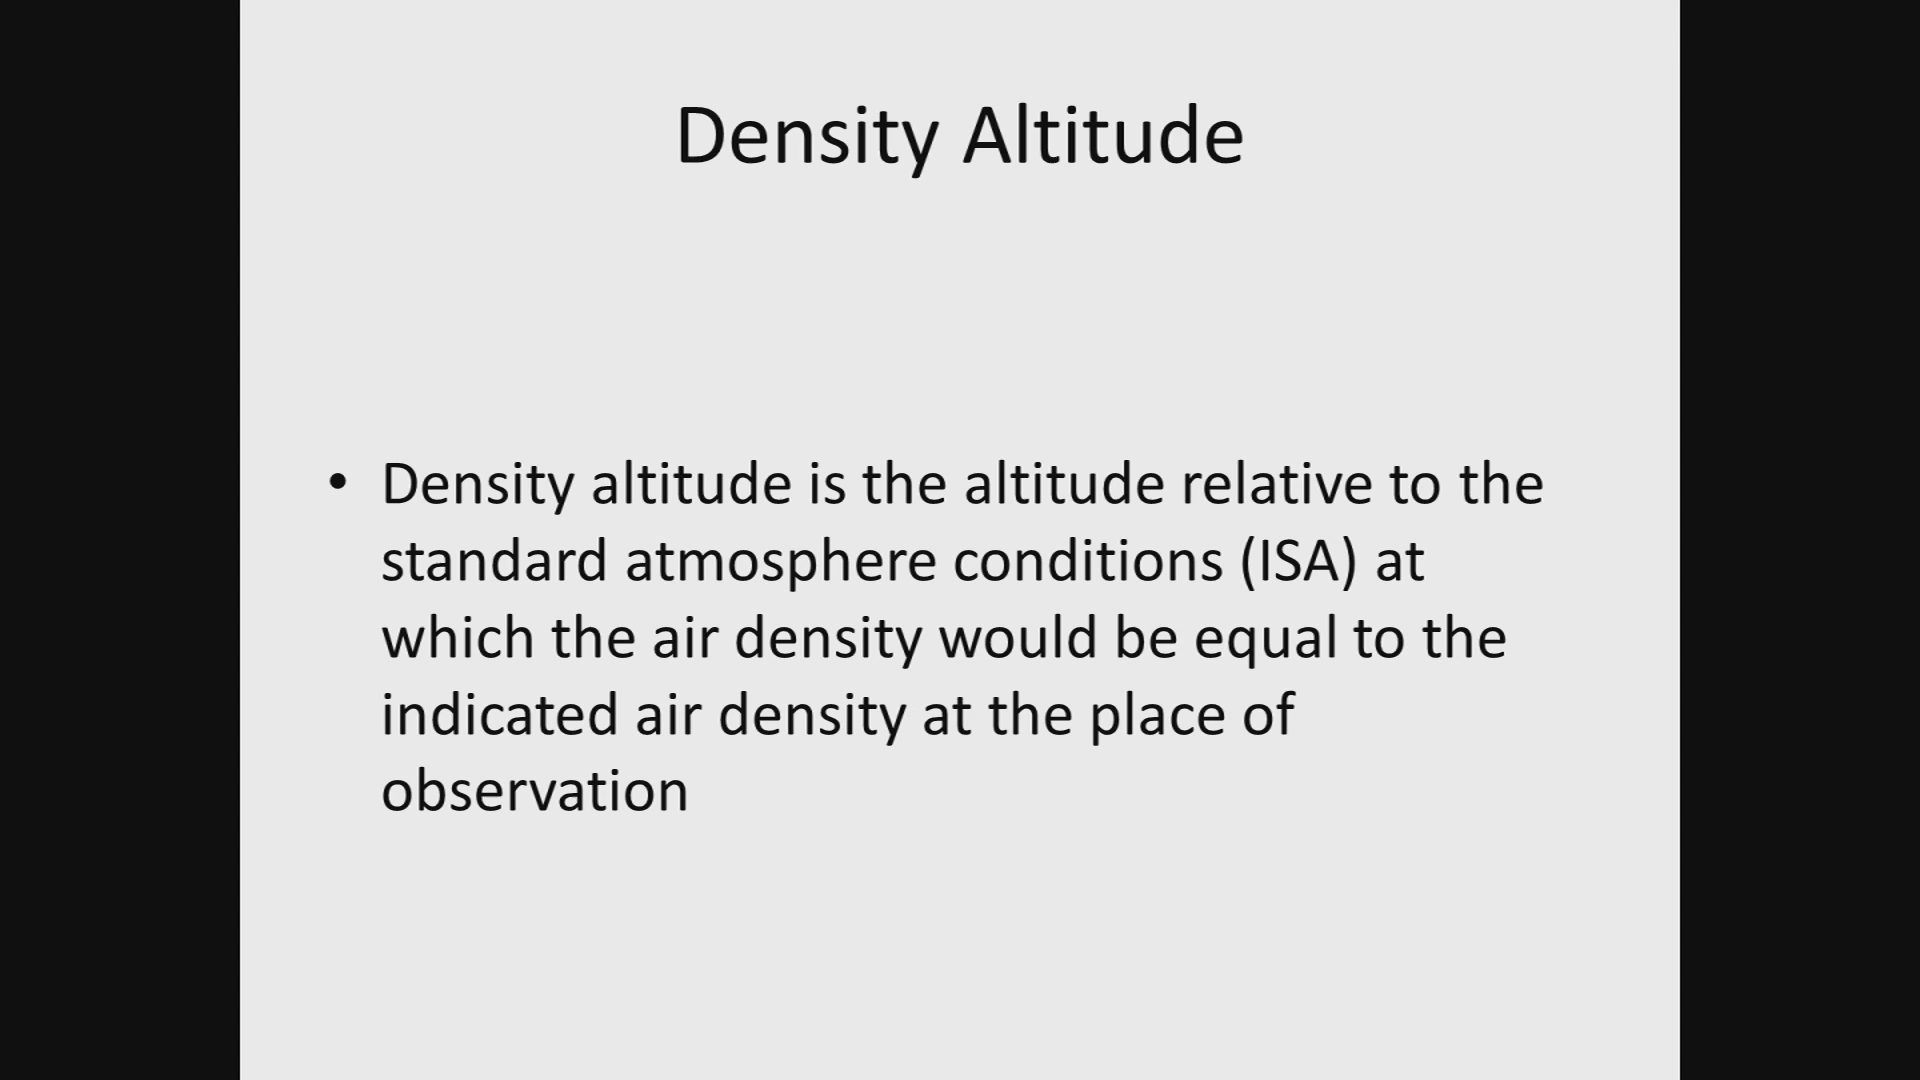 Density Altitude
• Density altitude is the altitude relative to the
standard atmosphere conditions (ISA) at
which the air density would be equal to the
indicated air density at the place of
observation